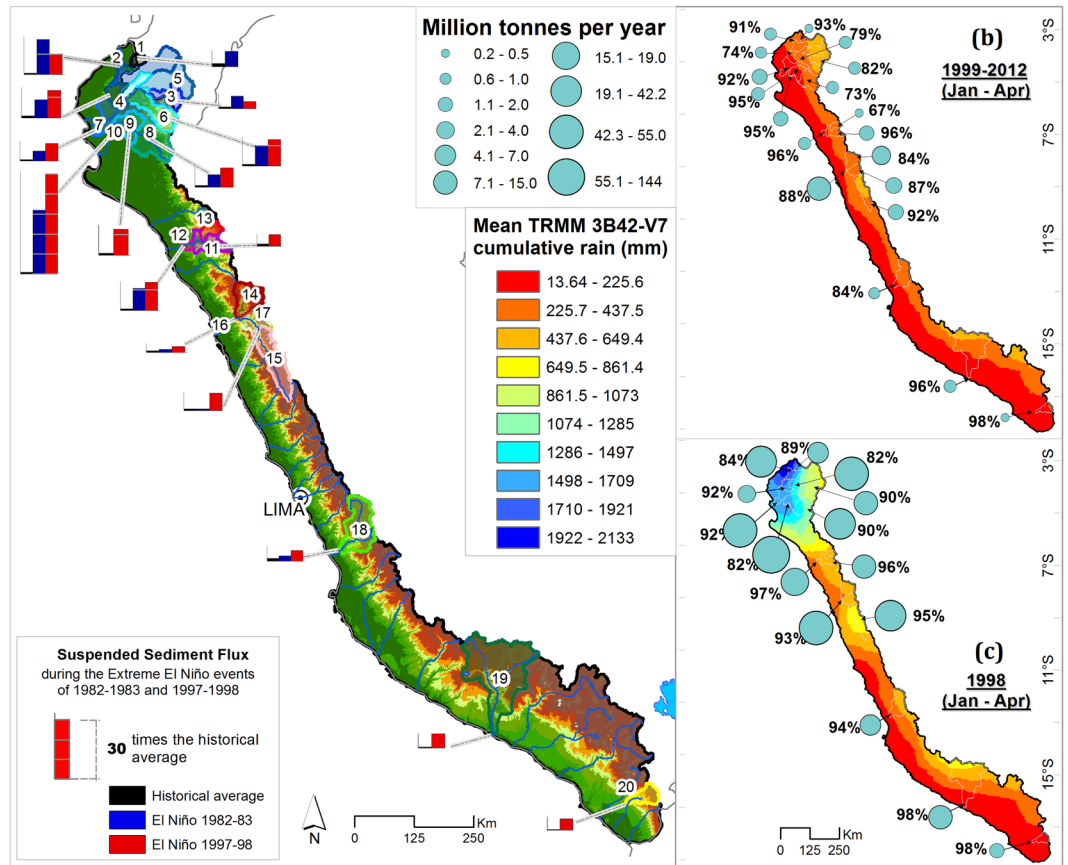 1
2
3
4
5
6
7
8
9
10
11
12
13
14
15
16
17
18
19
20
LIMA
Suspended Sediment Flux
during the Extreme El Niño events
of 1982-1983 and 1997-1998
30 times the historical
average
Historical average
El Niño 1982-83
El Niño 1997-98
N
0 125 250
Km
Million tonnes per year
0.2 - 0.5
0.6 - 1.0
1.1 - 2.0
2.1 - 4.0
4.1 - 7.0
7.1 - 15.0
15.1 - 19.0
19.1 - 42.2
42.3 - 55.0
55.1 - 144
Mean TRMM 3B42-V7
cumulative rain (mm)
13.64 - 225.6
225.7 - 437.5
437.6 - 649.4
649.5 - 861.4
861.5 - 1073
1074 - 1285
1286 - 1497
1498 - 1709
1710 - 1921
1922 - 2133
(b)
1999-2012
(Jan - Apr)
91%
93%
79%
74%
82%
92%
73%
95%
67%
95%
96%
96%
84%
88%
87%
92%
84%
96%
98%
3°S
7°S
11°S
15°S
(c)
1998
(Jan - Apr)
84%
89%
82%
92%
90%
92%
90%
82%
96%
97%
95%
93%
94%
98%
98%
3°S
7°S
11°S
15°S
0 125 250
Km